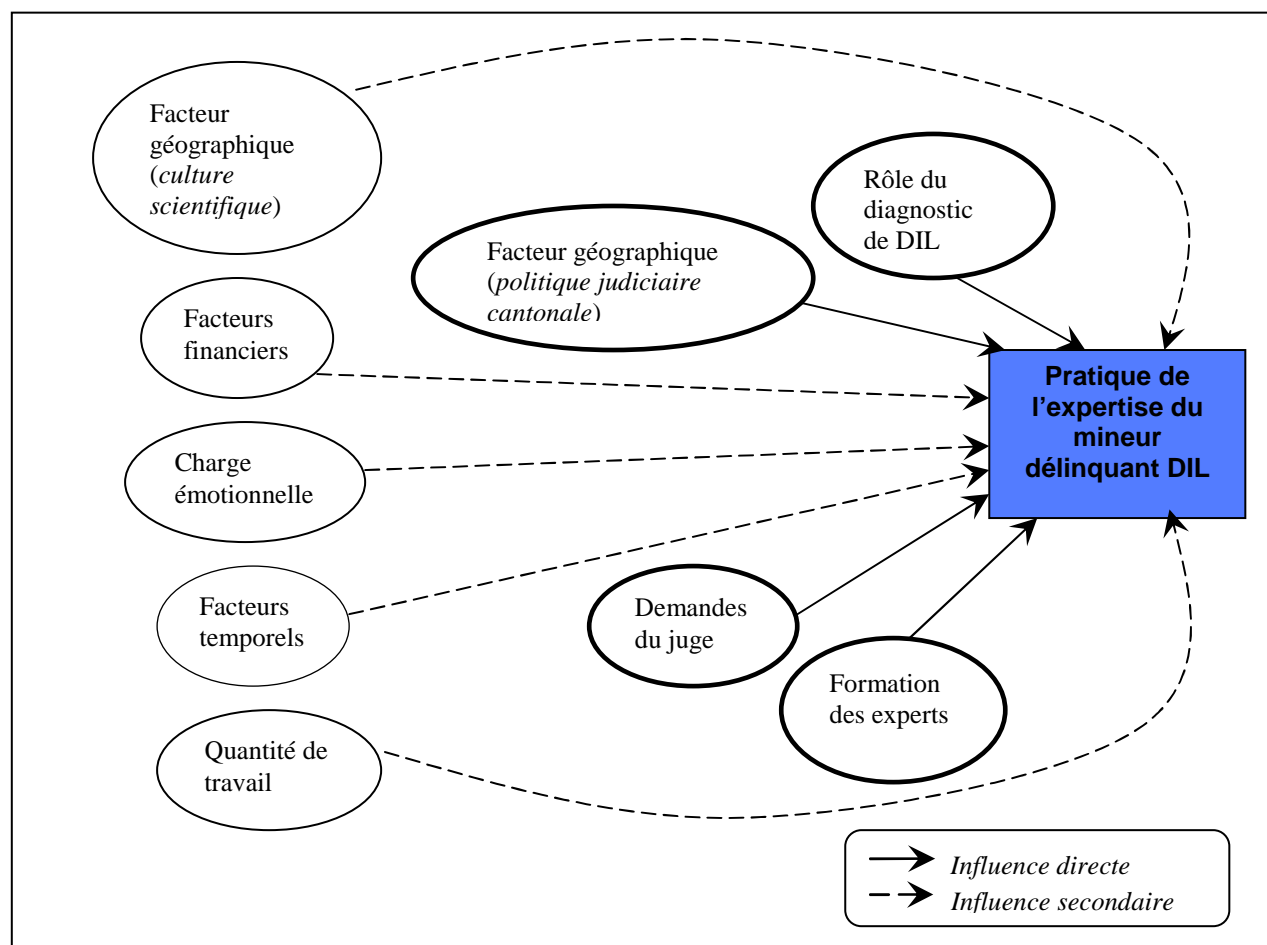 Facteur
géographique
(culture
scientifique)
Rôle du
diagnostic
de DIL
Facteur géographique
(politique judiciaire
cantonale)
Facteurs
financiers
Pratique de
l’expertise du
mineur
délinquant DIL
Charge
émotionnelle
Facteurs
temporels
Demandes
du juge
Formation
des experts
Quantité de
travail
Influence directe
Influence secondaire